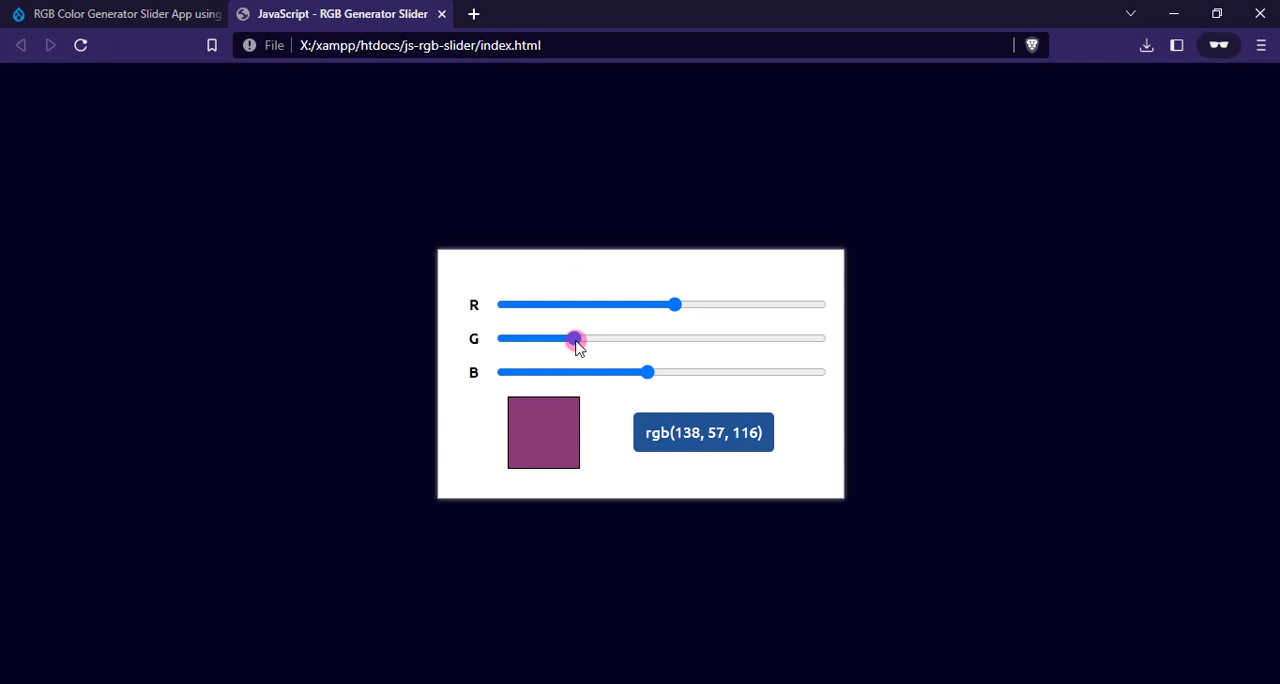 RGB Color Generator Slider App using
JavaScript - RGB Generator Slider
File
X:/xampp/htdocs/js-rgb-slider/index.html
R
G
B
rgb(138, 57, 116)